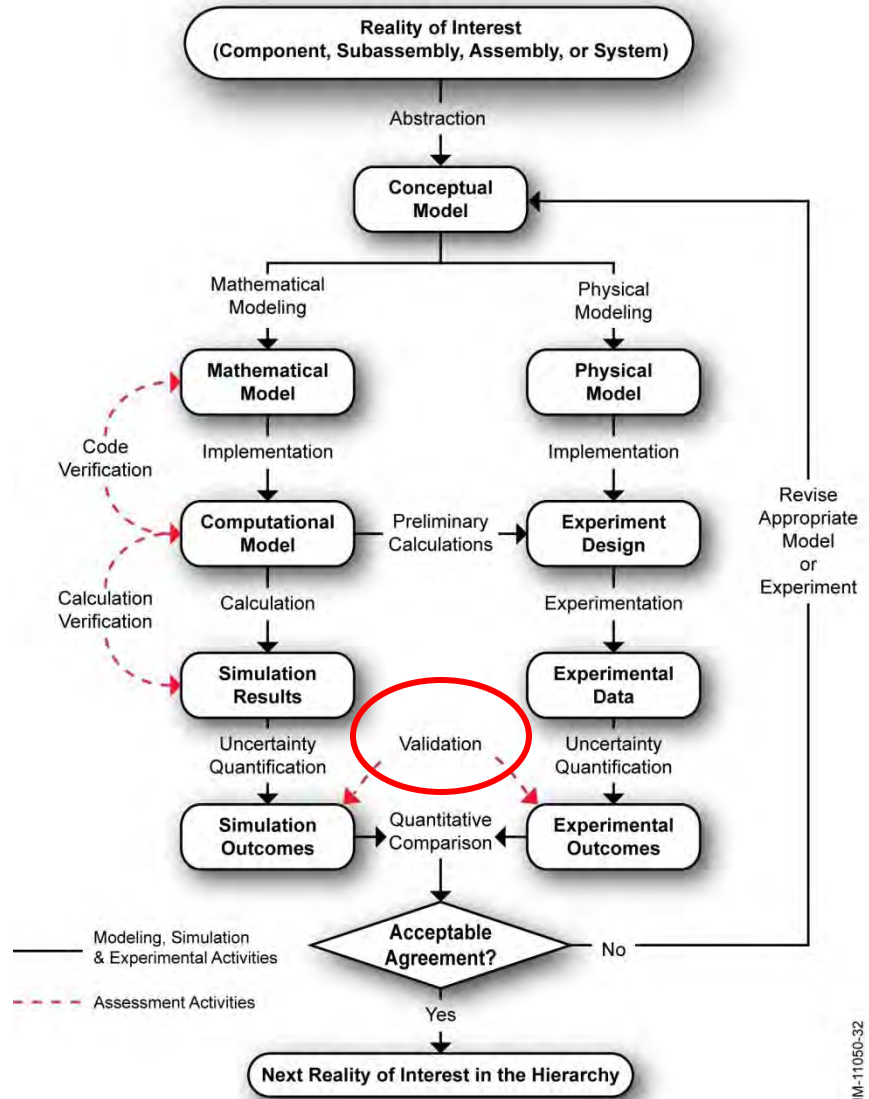 Reality of Interest
(Component, Subassembly, Assembly, or System)
Abstraction
Conceptual
Model
Mathematical
Modeling
Physical
Modeling
Mathematical
Model
Physical
Model
Code
Verification
Implementation
Implementation
Computational
Model
Preliminary
Calculations
Experiment
Design
Revise
Appropriate
Model
or
Experiment
Calculation
Verification
Calculation
Experimentation
Simulation
Results
Experimental
Data
Uncertainty
Quantification
Validation
Uncertainty
Quantification
Simulation
Outcomes
Quantitative
Comparison
Experimental
Outcomes
Modeling, Simulation
& Experimental Activities
Acceptable
Agreement?
No
Assessment Activities
Yes
Next Reality of Interest in the Hierarchy
IM-11050-32